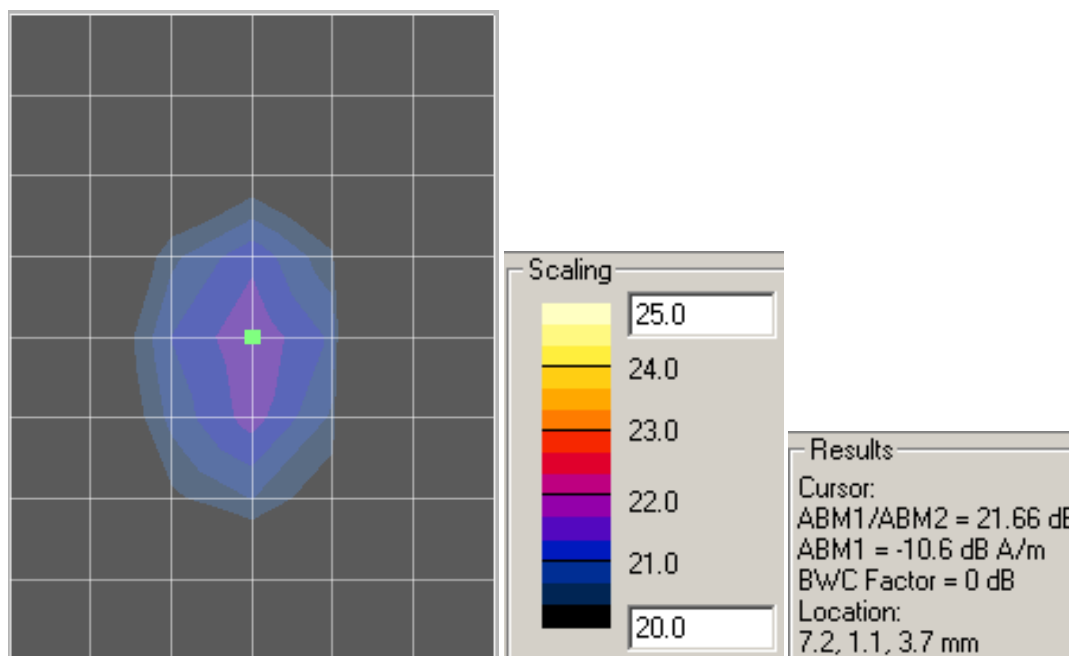 Scaling
25.0
24.0
23.0
22.0
21.0
20.0
Results
Cursor:
ABM1/ABM2 = 21.66 dB
ABM1 = -10.6 dB A/m
BWC Factor = 0 dB
Location:
7.2, 1.1, 3.7 mm